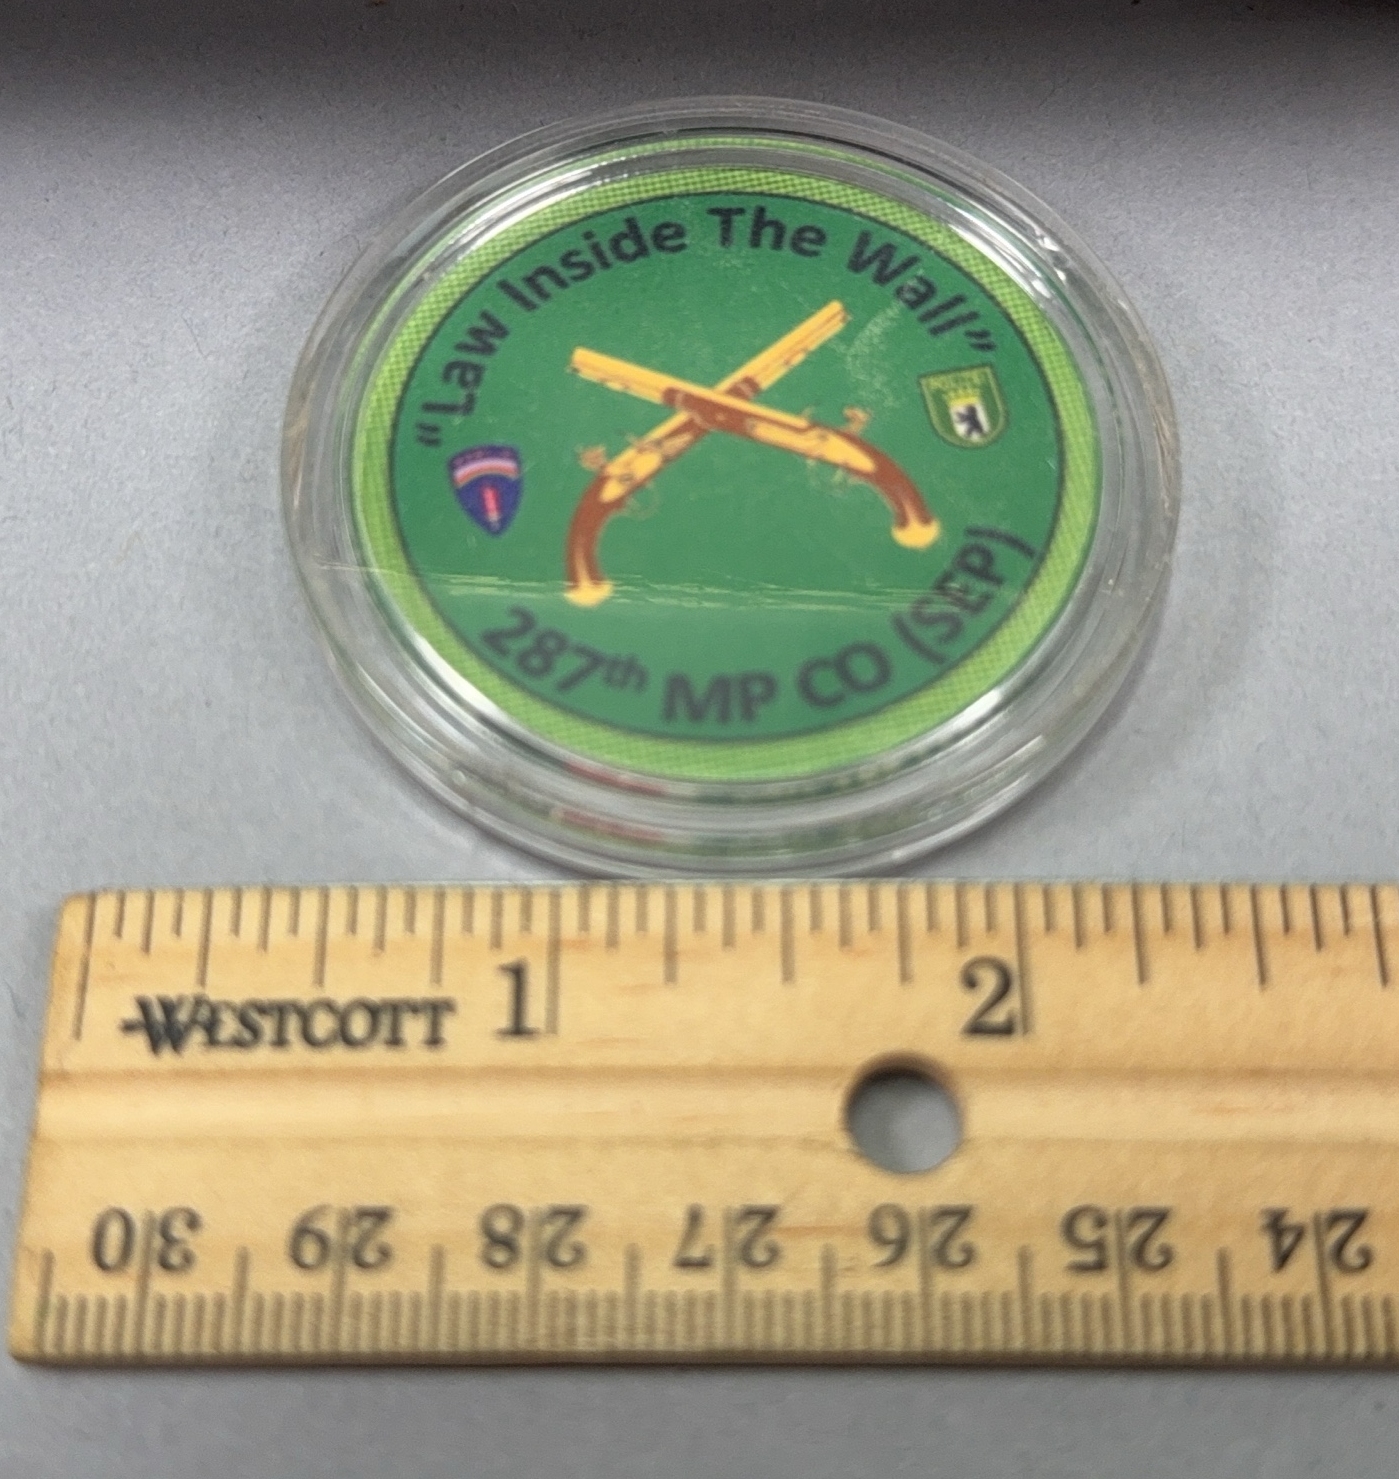 “Law Inside The Wall”
287th MP CO (SEP)
1 2
WESTCOTT
30 29 28 27 26 25 24